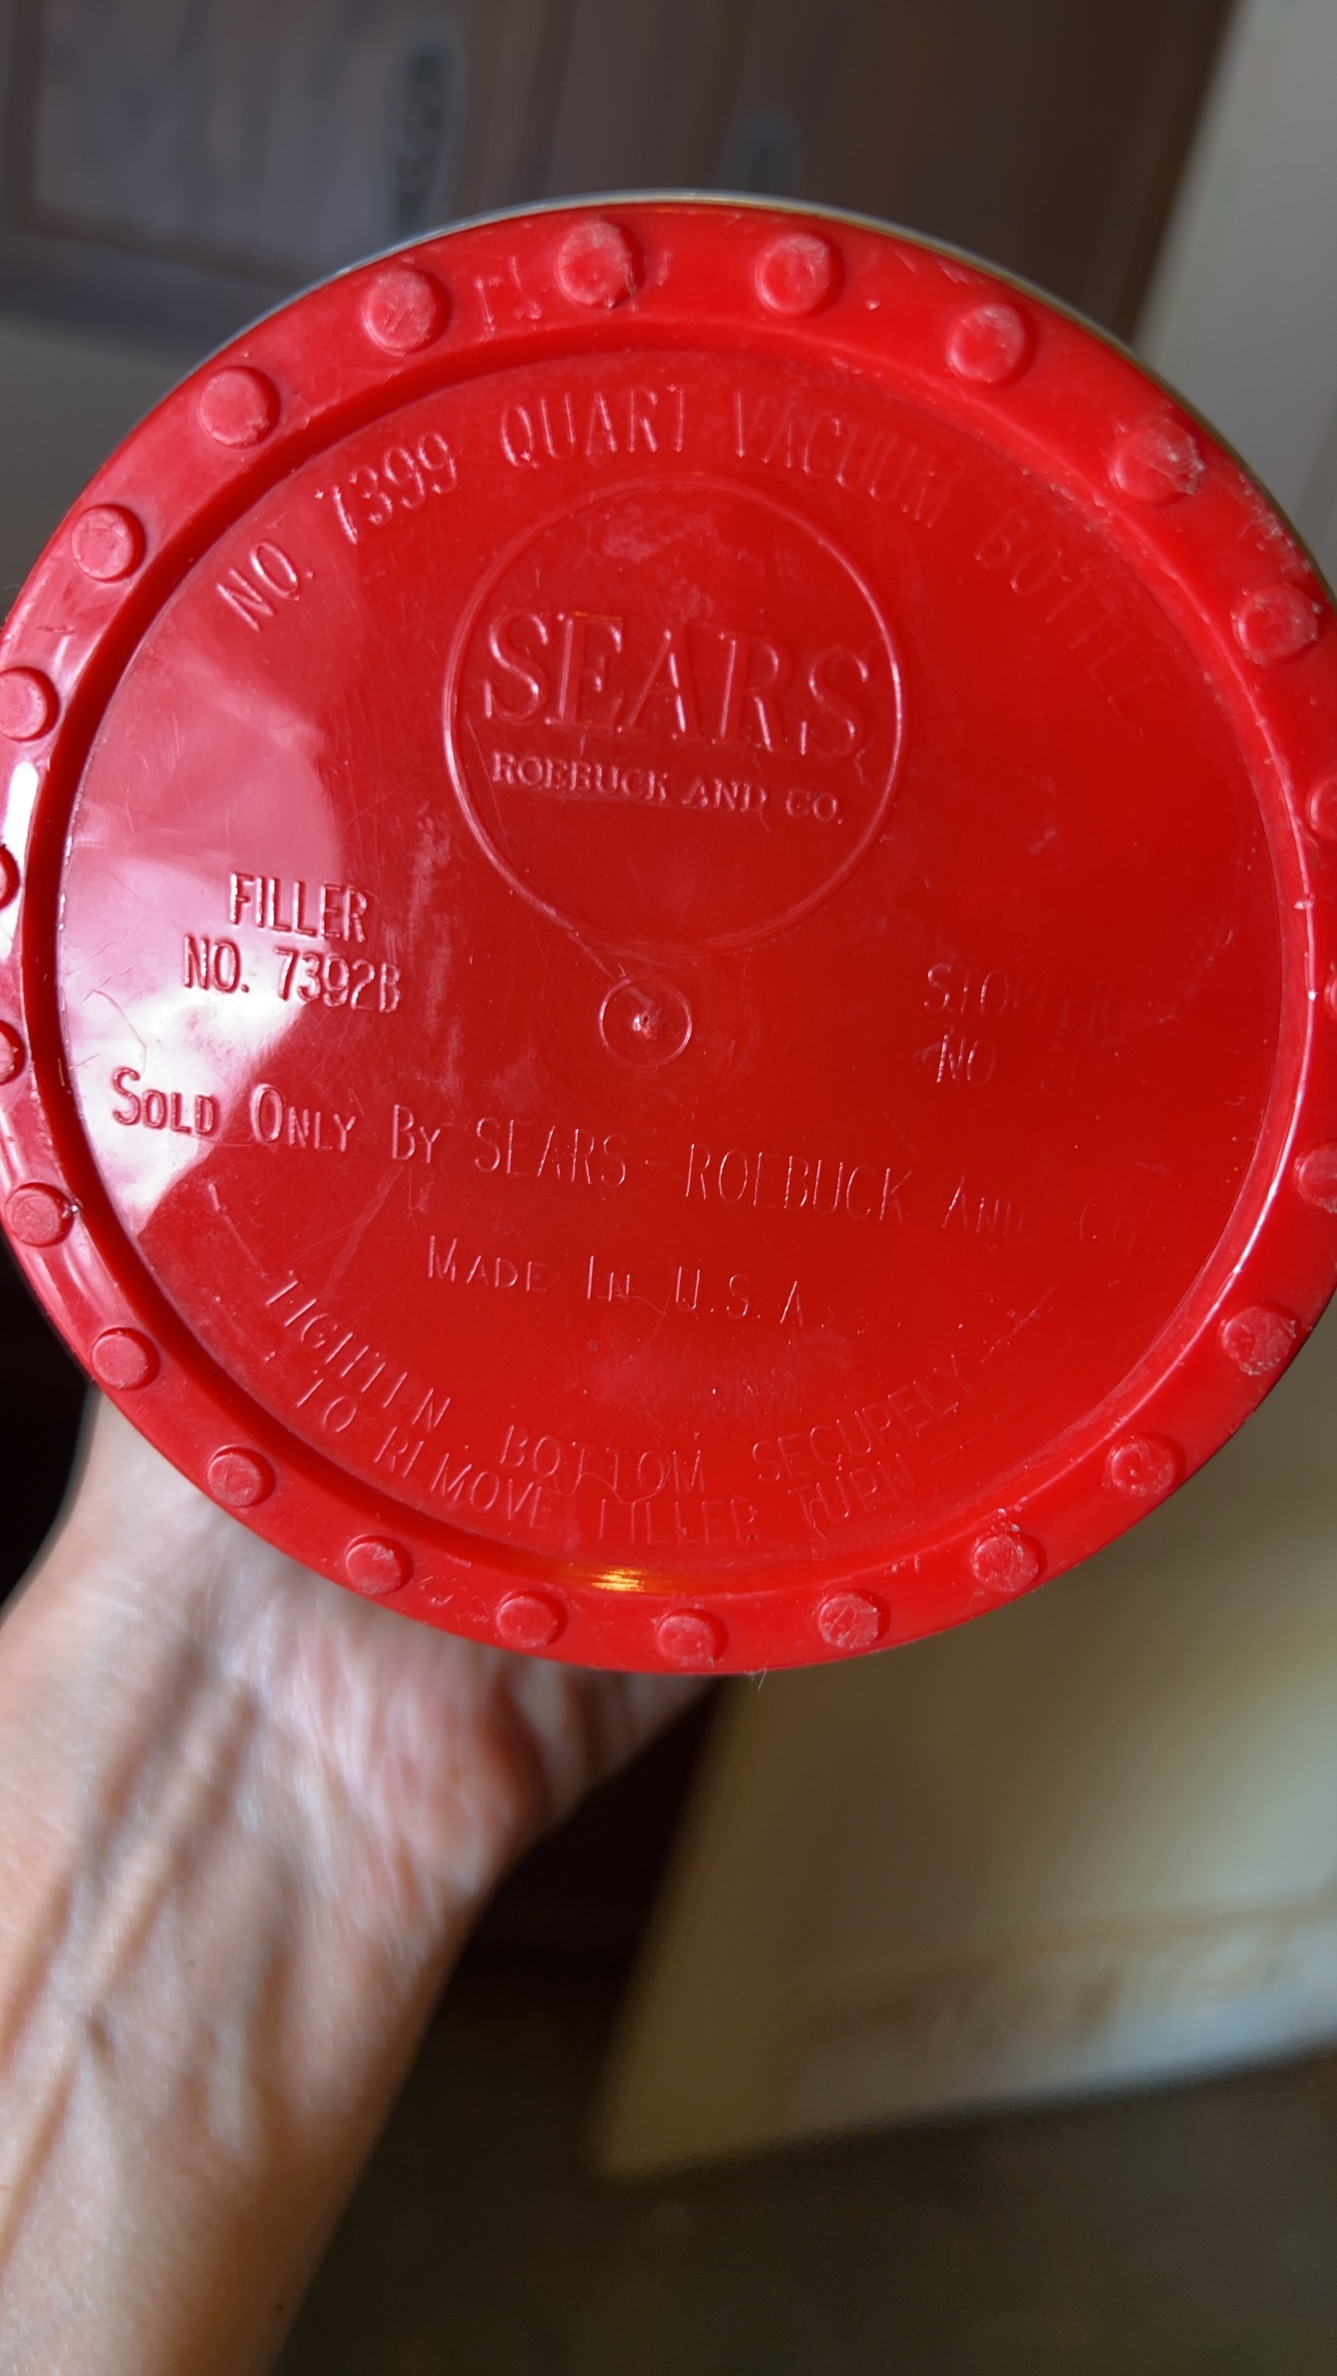 NO. 7399 QUART VACUUM BOTTLE
SEARS
ROEBUCK AND CO.
FILLER
NO. 7392B
STOPPER
NO
SOLD ONLY BY SEARS-ROEBUCK AND CO.
MADE IN U.S.A.
TIGHTEN BOTTOM SECURELY
TO REMOVE FILLER TURN